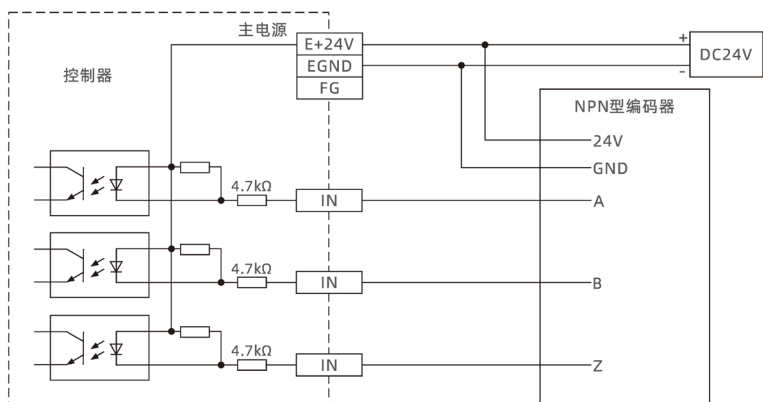 主电源
E+24V
EGND
FG
+
-
DC24V
控制器
NPN型编码器
24V
GND
4.7kΩ
IN
A
4.7kΩ
IN
B
4.7kΩ
IN
Z